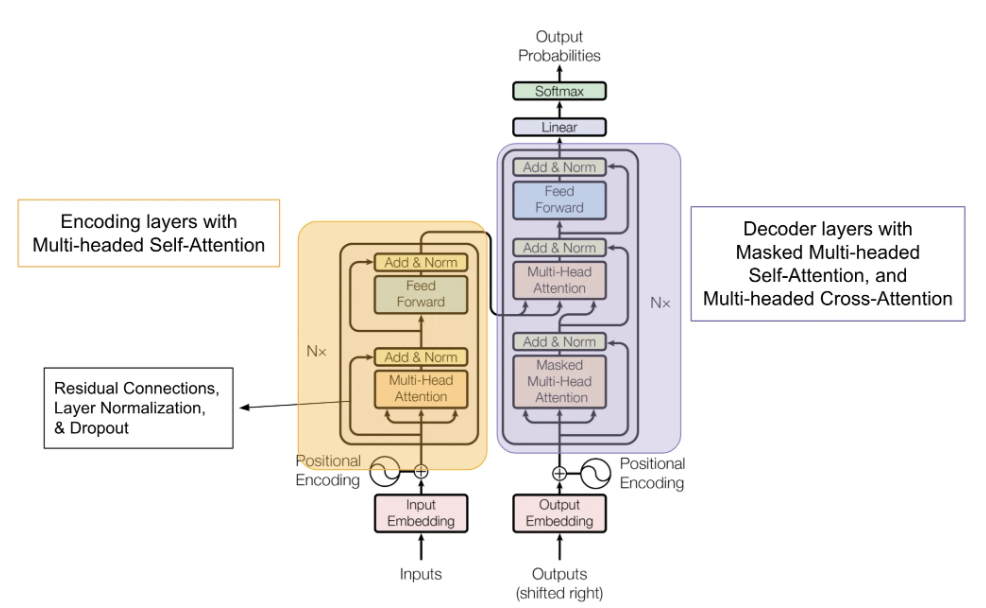 Output
Probabilities
Softmax
Linear
Add & Norm
Feed
Forward
Add & Norm
Multi-Head
Attention
Add & Norm
Masked
Multi-Head
Attention
N×
Decoder layers with
Masked Multi-headed
Self-Attention, and
Multi-headed Cross-Attention
Encoding layers with
Multi-headed Self-Attention
Add & Norm
Feed
Forward
N×
Add & Norm
Multi-Head
Attention
Residual Connections,
Layer Normalization,
& Dropout
Positional
Encoding
Positional
Encoding
Input
Embedding
Output
Embedding
Inputs
Outputs
(shifted right)